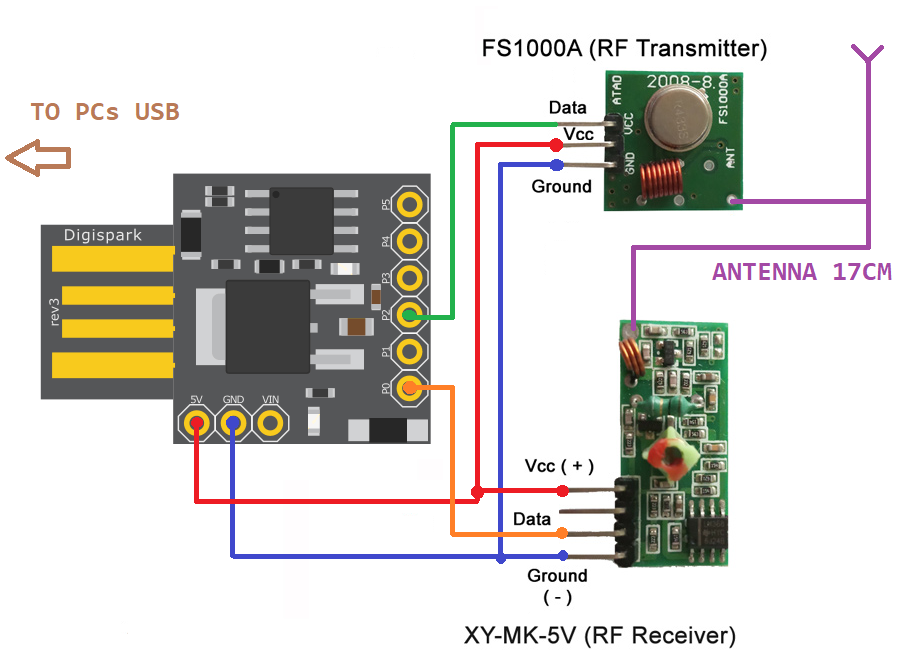 FS1000A (RF Transmitter)
TO PCs USB
Data
Vcc
Ground
ATAD
VCC
GND
2008-8.
FS1000A
ANT
ANTENNA 17CM
Digispark
rev3
P5
P4
P3
P2
P1
P0
5V
GND
VIN
Vcc ( + )
Data
Ground
( - )
XY-MK-5V (RF Receiver)